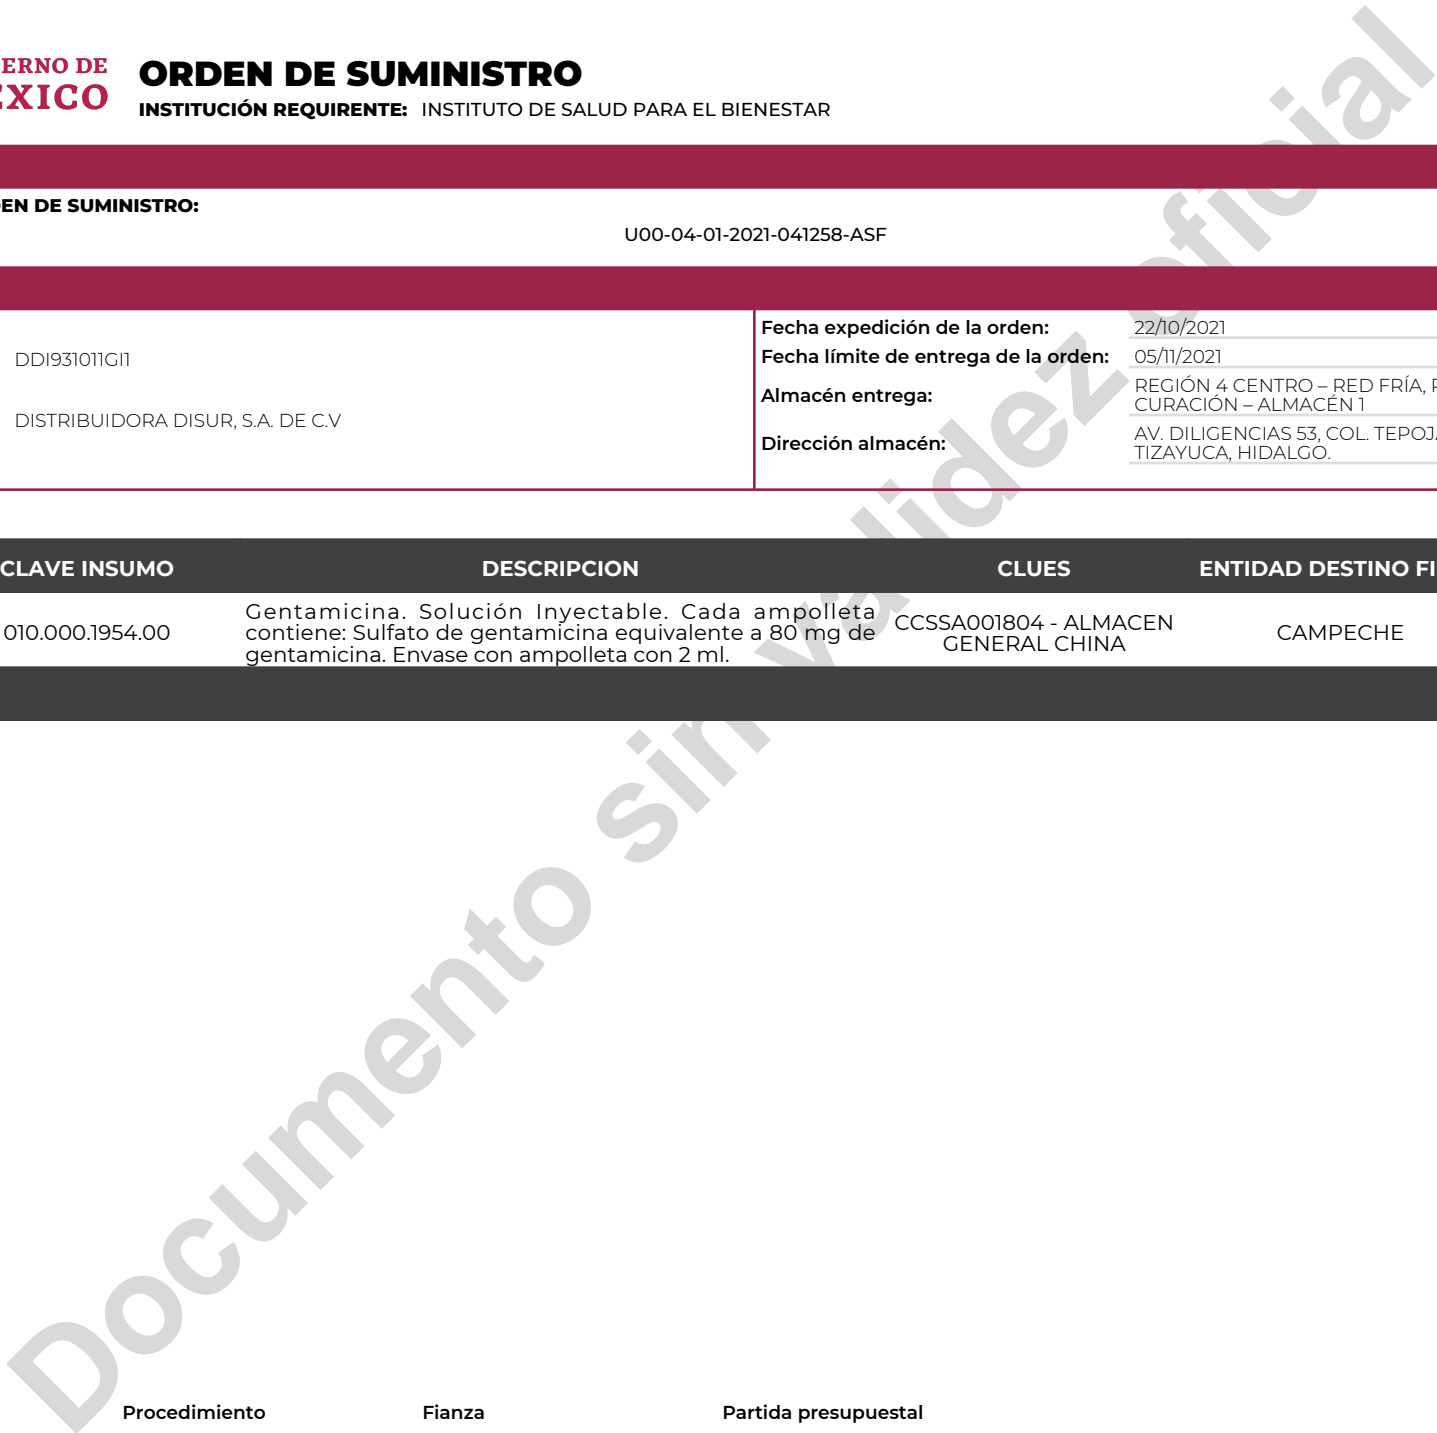 ERNO DE
ÉXICO
ORDEN DE SUMINISTRO
INSTITUCIÓN REQUIRENTE: INSTITUTO DE SALUD PARA EL BIENESTAR
EN DE SUMINISTRO:
U00-04-01-2021-041258-ASF
DDI931011GI1
DISTRIBUIDORA DISUR, S.A. DE C.V
Fecha expedición de la orden: 22/10/2021
Fecha límite de entrega de la orden: 05/11/2021
Almacén entrega: REGIÓN 4 CENTRO – RED FRÍA,
CURACIÓN – ALMACÉN 1
Dirección almacén: AV. DILIGENCIAS 53, COL. TEPOJ
TIZAYUCA, HIDALGO.
CLAVE INSUMO DESCRIPCION CLUES ENTIDAD DESTINO FI
010.000.1954.00
Gentamicina. Solución Inyectable. Cada ampolleta
contiene: Sulfato de gentamicina equivalente a 80 mg de
gentamicina. Envase con ampolleta con 2 ml.
CCSSA001804 - ALMACEN
GENERAL CHINA
CAMPECHE
Documento sin validez oficial
Procedimiento Fianza Partida presupuestal